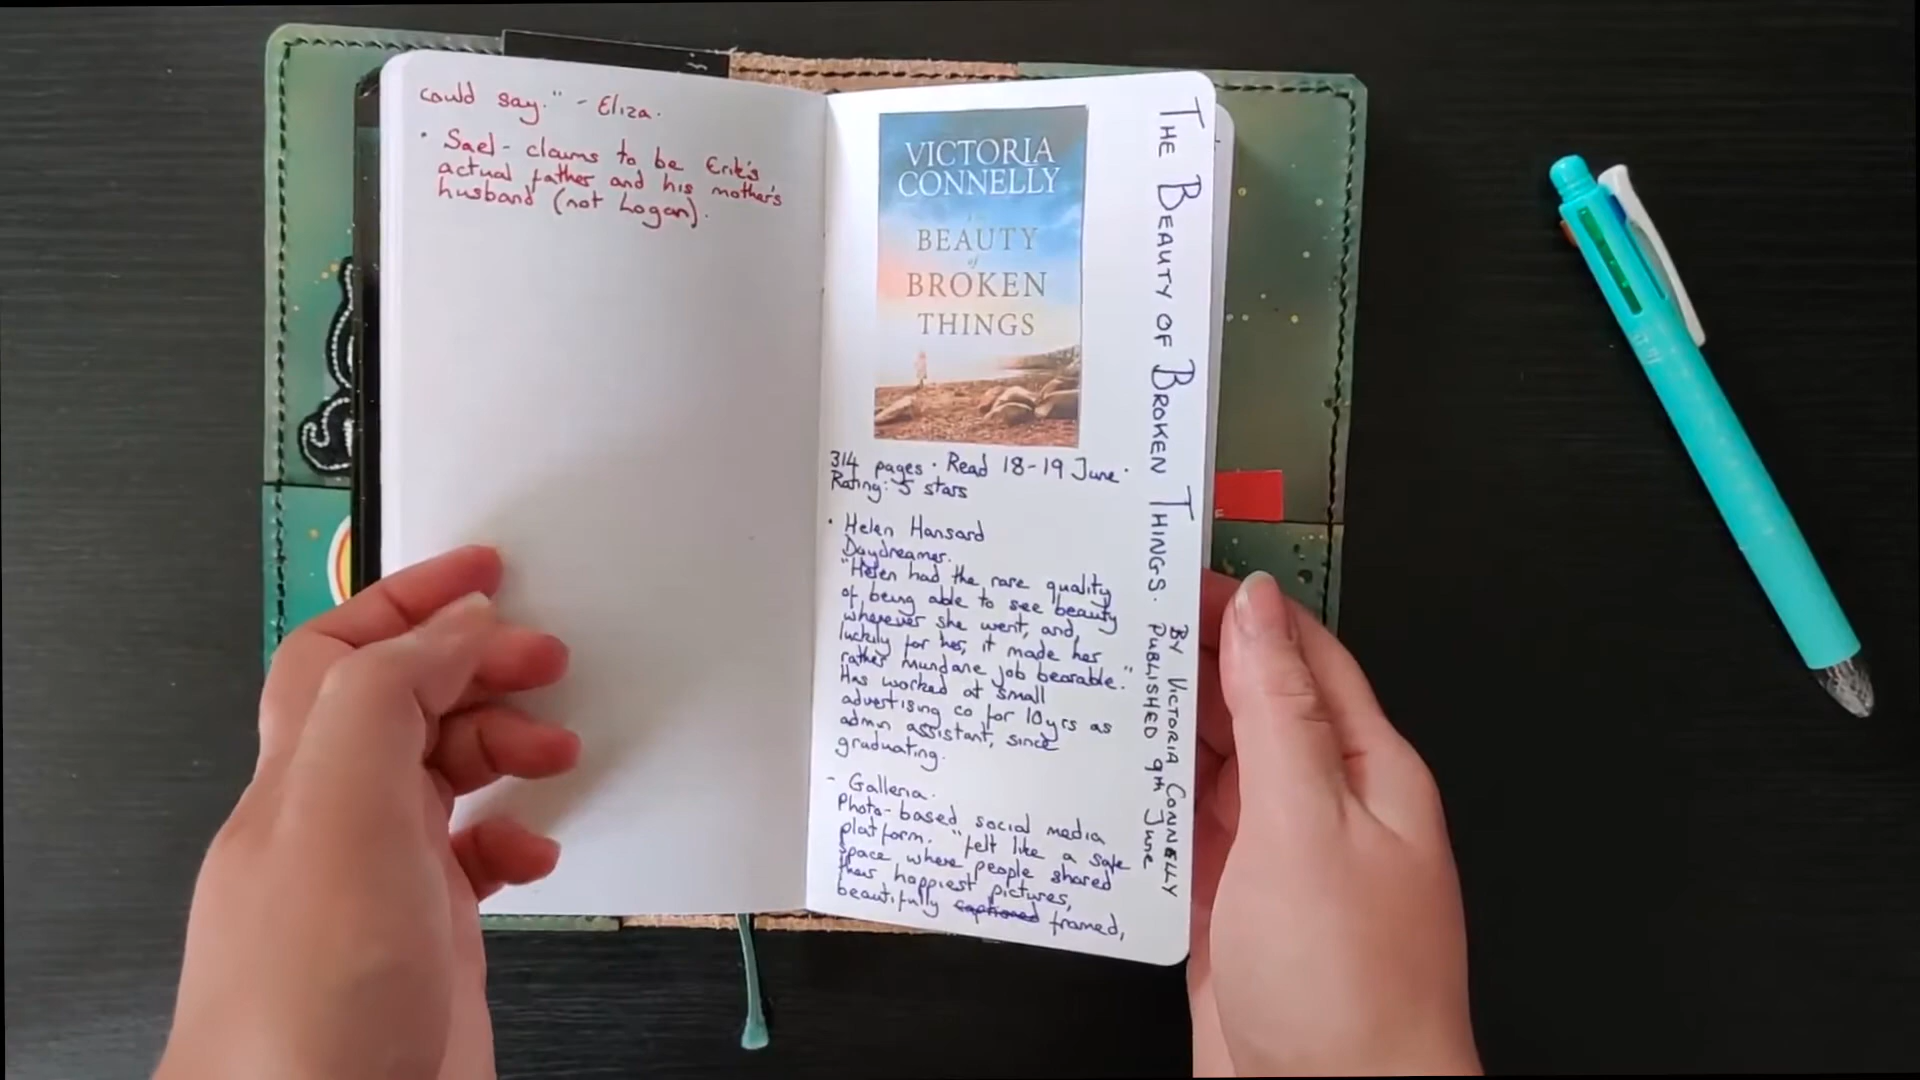 could say." - Eliza.
• Sael - claims to be Erik's
actual father and his mother's
husband (not Logan).
VICTORIA
CONNELLY
BEAUTY
of
BROKEN
THINGS
314 pages · Read 18-19 June ·
Rating: 5 stars
• Helen Hansard
Daydreamer.
"Helen had the rare quality
of being able to see beauty
wherever she went, and,
luckily for her, it made her
rather mundane job bearable."
Has worked at small
advertising co for 10yrs as
admin assistant, since
graduating.
- Galleria.
Photo-based social media
platform. "felt like a safe
space where people shared
their happiest pictures,
beautifully captioned framed,
THE BEAUTY OF BROKEN THINGS. BY VICTORIA CONNELLY
PUBLISHED 9TH JUNE